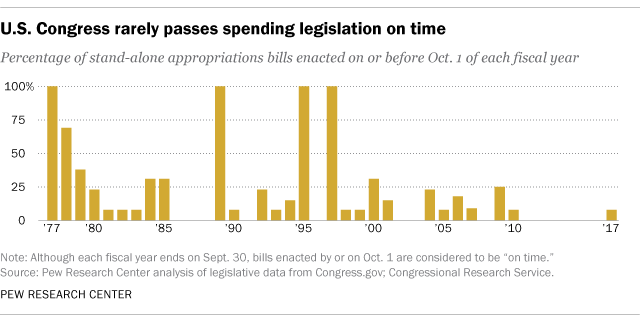 U.S. Congress rarely passes spending legislation on time
Percentage of stand-alone appropriations bills enacted on or before Oct. 1 of each fiscal year
100%
75
50
25
0
’77 ’80 ’85 ’90 ’95 ’00 ’05 ’10 ’17
Note: Although each fiscal year ends on Sept. 30, bills enacted by or on Oct. 1 are considered to be “on time.”
Source: Pew Research Center analysis of legislative data from Congress.gov; Congressional Research Service.
PEW RESEARCH CENTER